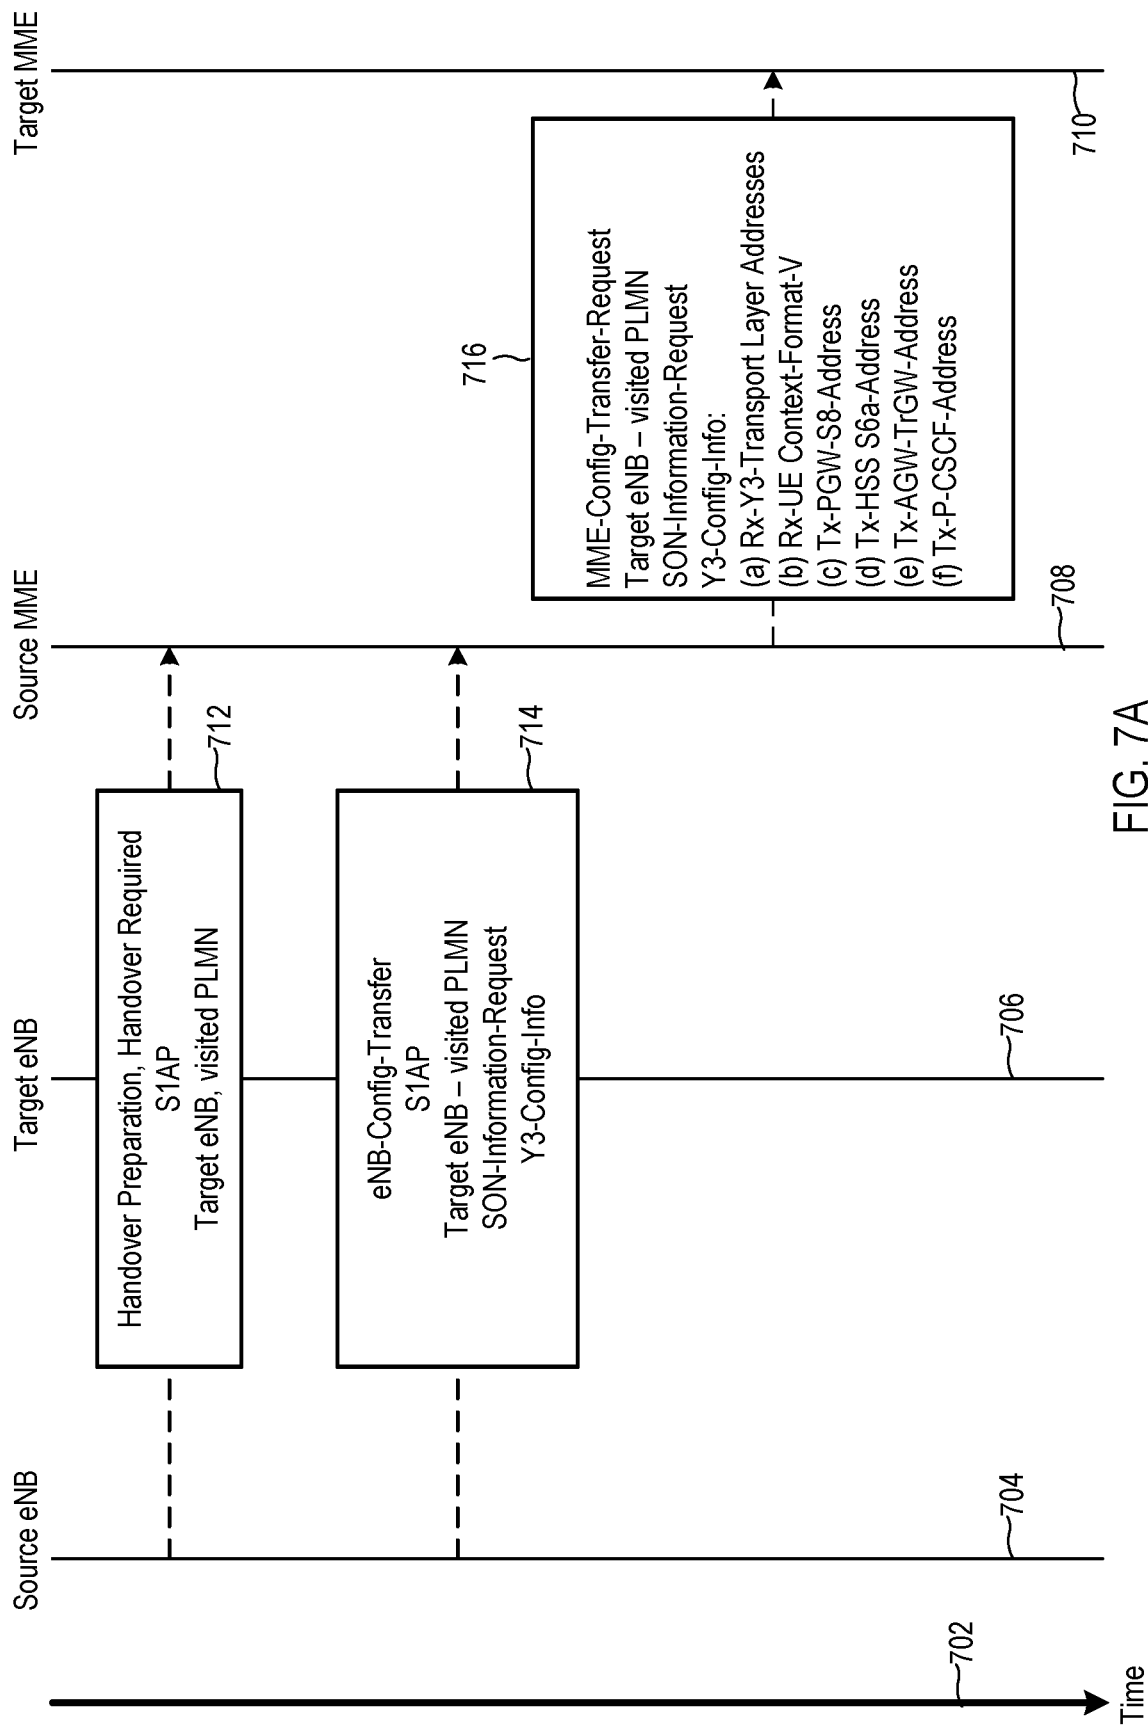 Source eNB
Target eNB
Source MME
Target MME
Handover Preparation, Handover Required
S1AP
Target eNB, visited PLMN
712
eNB-Config-Transfer
S1AP
Target eNB – visited PLMN
SON-Information-Request
Y3-Config-Info
714
716
MME-Config-Transfer-Request
Target eNB – visited PLMN
SON-Information-Request
Y3-Config-Info:
(a) Rx-Y3-Transport Layer Addresses
(b) Rx-UE Context-Format-V
(c) Tx-PGW-S8-Address
(d) Tx-HSS S6a-Address
(e) Tx-AGW-TrGW-Address
(f) Tx-P-CSCF-Address
702
704
706
708
710
Time
FIG. 7A